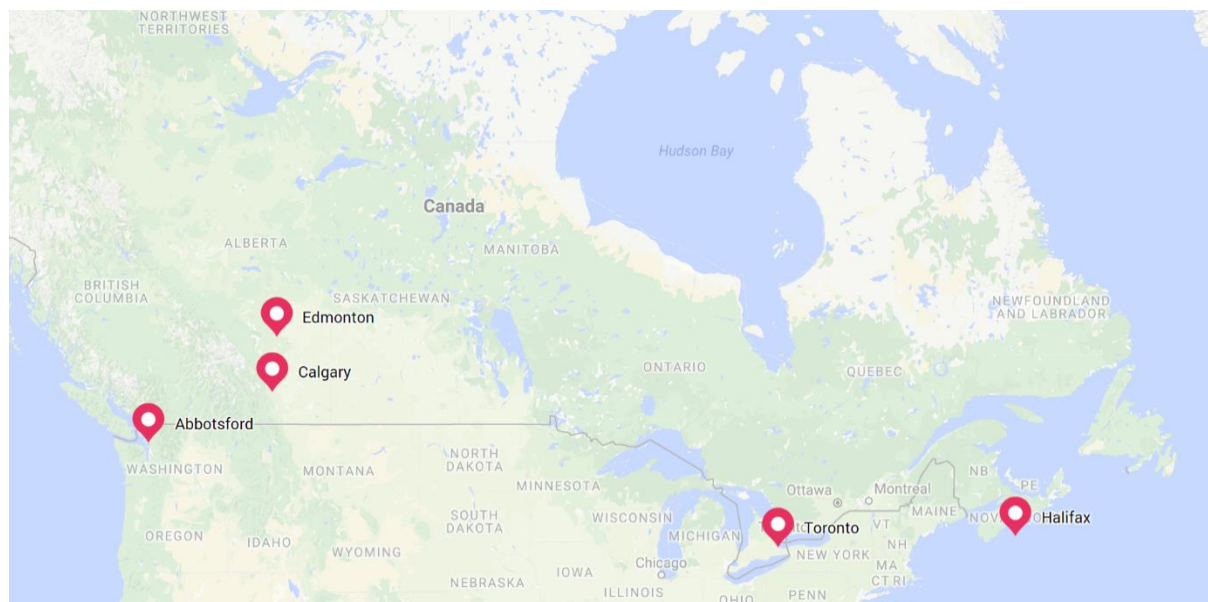 NORTHWEST
TERRITORIES
Hudson Bay
Canada
ALBERTA
MANITOBA
BRITISH
COLUMBIA
SASKATCHEWAN
NEWFOUNDLAND
AND LABRADOR
Edmonton
Calgary
ONTARIO
QUEBEC
Abbotsford
WASHINGTON
MONTANA
NORTH
DAKOTA
NB
PE
MINNESOTA
Ottawa
Montreal
MAINE
Halifax
OREGON
IDAHO
SOUTH
DAKOTA
WISCONSIN
MICHIGAN
Toronto
VT
NH
NEW YORK
WYOMING
Chicago
MA
CT RI
NEBRASKA
IOWA
ILLINOIS
OHIO
PENN